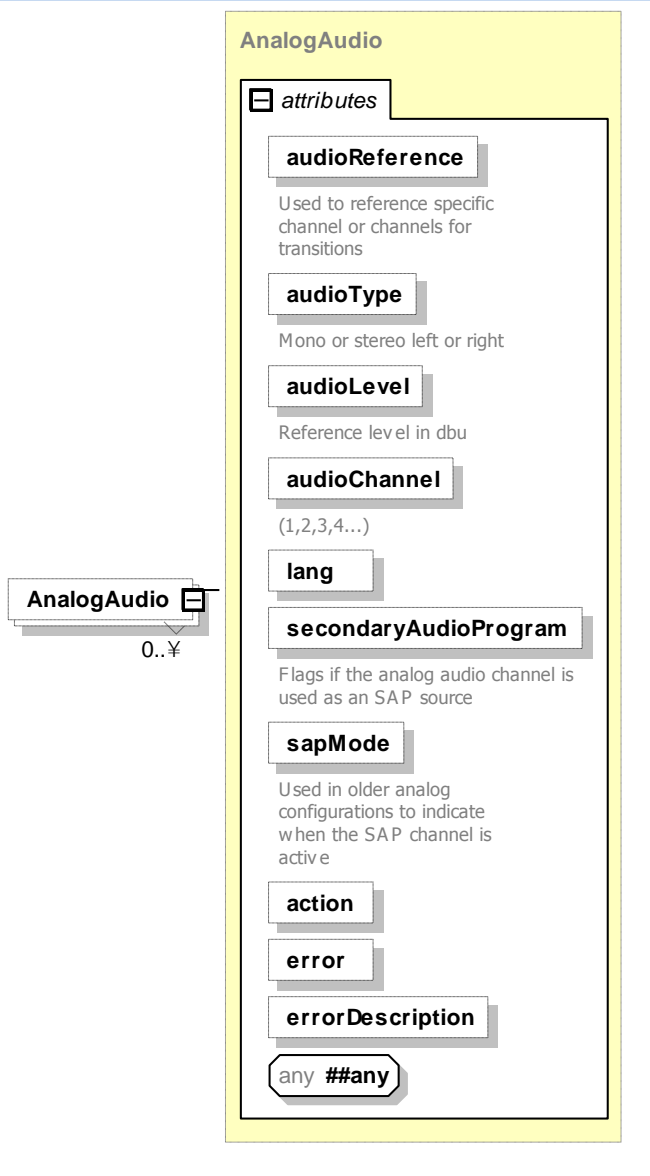 AnalogAudio
attributes
audioReference
Used to reference specific
channel or channels for
transitions
audioType
Mono or stereo left or right
audioLevel
Reference level in dbu
audioChannel
(1,2,3,4...)
lang
AnalogAudio
0..¥
secondaryAudioProgram
Flags if the analog audio channel is
used as an SAP source
sapMode
Used in older analog
configurations to indicate
when the SAP channel is
active
action
error
errorDescription
any ##any